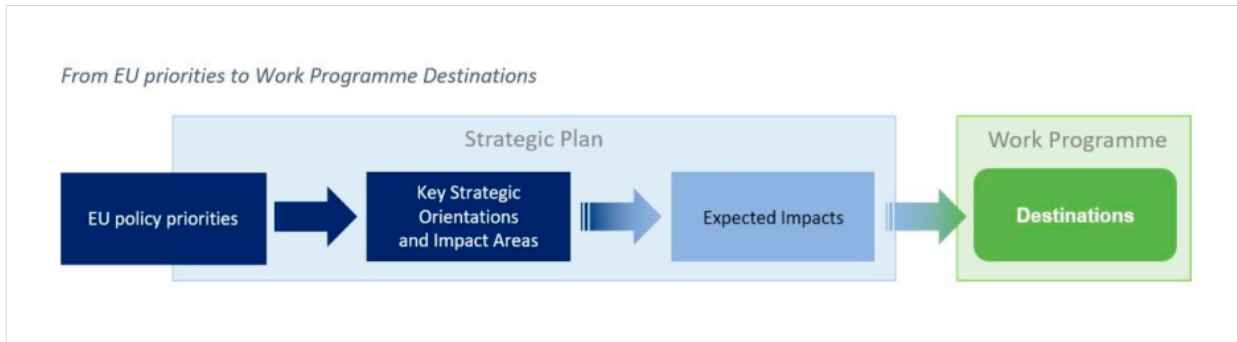 From EU priorities to Work Programme Destinations
Strategic Plan
Work Programme
EU policy priorities
Key Strategic
Orientations
and Impact Areas
Expected Impacts
Destinations